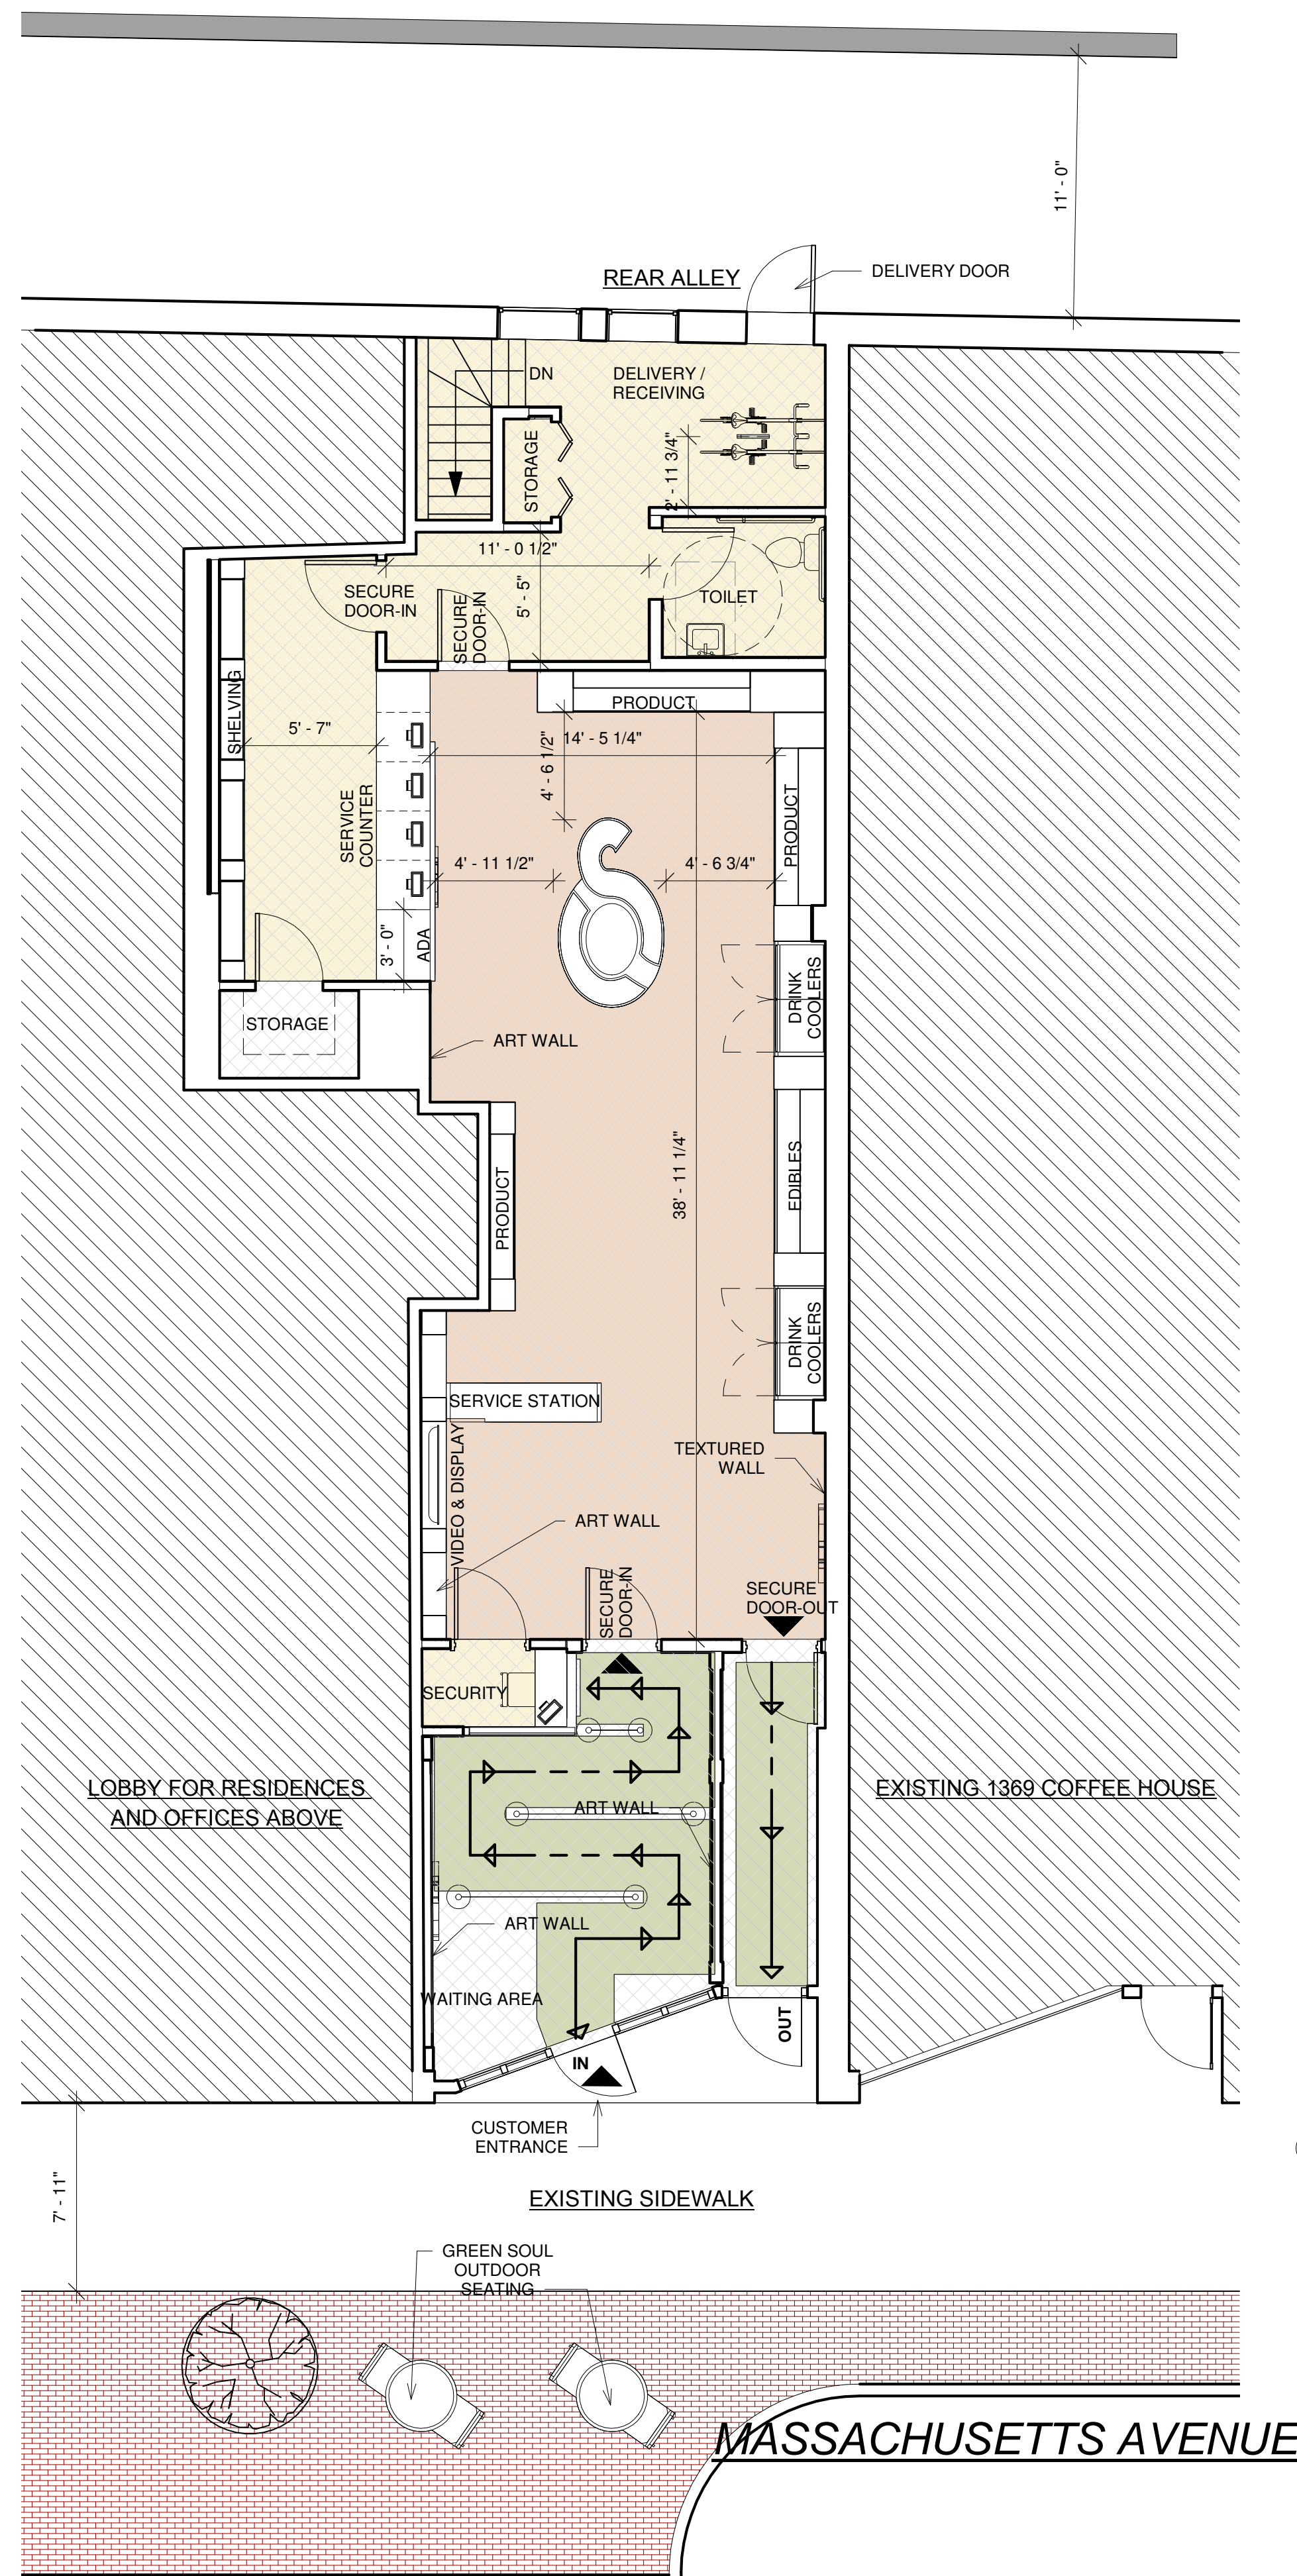 11' - 0"
REAR ALLEY
DELIVERY DOOR
DN
DELIVERY /
RECEIVING
STORAGE
2' - 11 3/4"
11' - 0 1/2"
SECURE
DOOR-IN
SECURE
DOOR-IN
5' - 5"
TOILET
SHELVING
5' - 7"
PRODUCT
14' - 5 1/4"
4' - 6 1/2"
SERVICE
COUNTER
PRODUCT
4' - 11 1/2"
4' - 6 3/4"
3' - 0"
ADA
DRINK
COOLERS
STORAGE
ART WALL
38' - 11 1/4"
EDIBLES
PRODUCT
DRINK
COOLERS
SERVICE STATION
VIDEO & DISPLAY
TEXTURED
WALL
ART WALL
SECURE
DOOR-IN
SECURE
DOOR-OUT
SECURITY
LOBBY FOR RESIDENCES
AND OFFICES ABOVE
EXISTING 1369 COFFEE HOUSE
ART WALL
ART WALL
WAITING AREA
OUT
IN
CUSTOMER
ENTRANCE
7' - 11"
EXISTING SIDEWALK
GREEN SOUL
OUTDOOR
SEATING
MASSACHUSETTS AVENUE